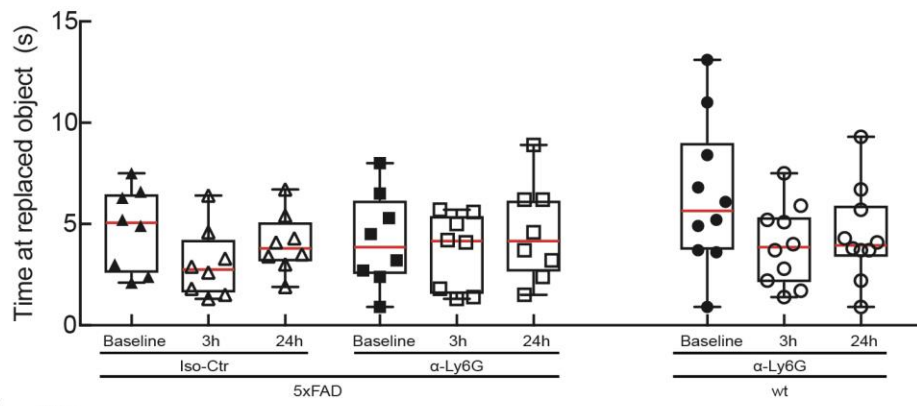 Time at replaced object (s)
15
10
5
0
Baseline 3h 24h Baseline 3h 24h Baseline 3h 24h
Iso-Ctr α-Ly6G α-Ly6G
5xFAD wt